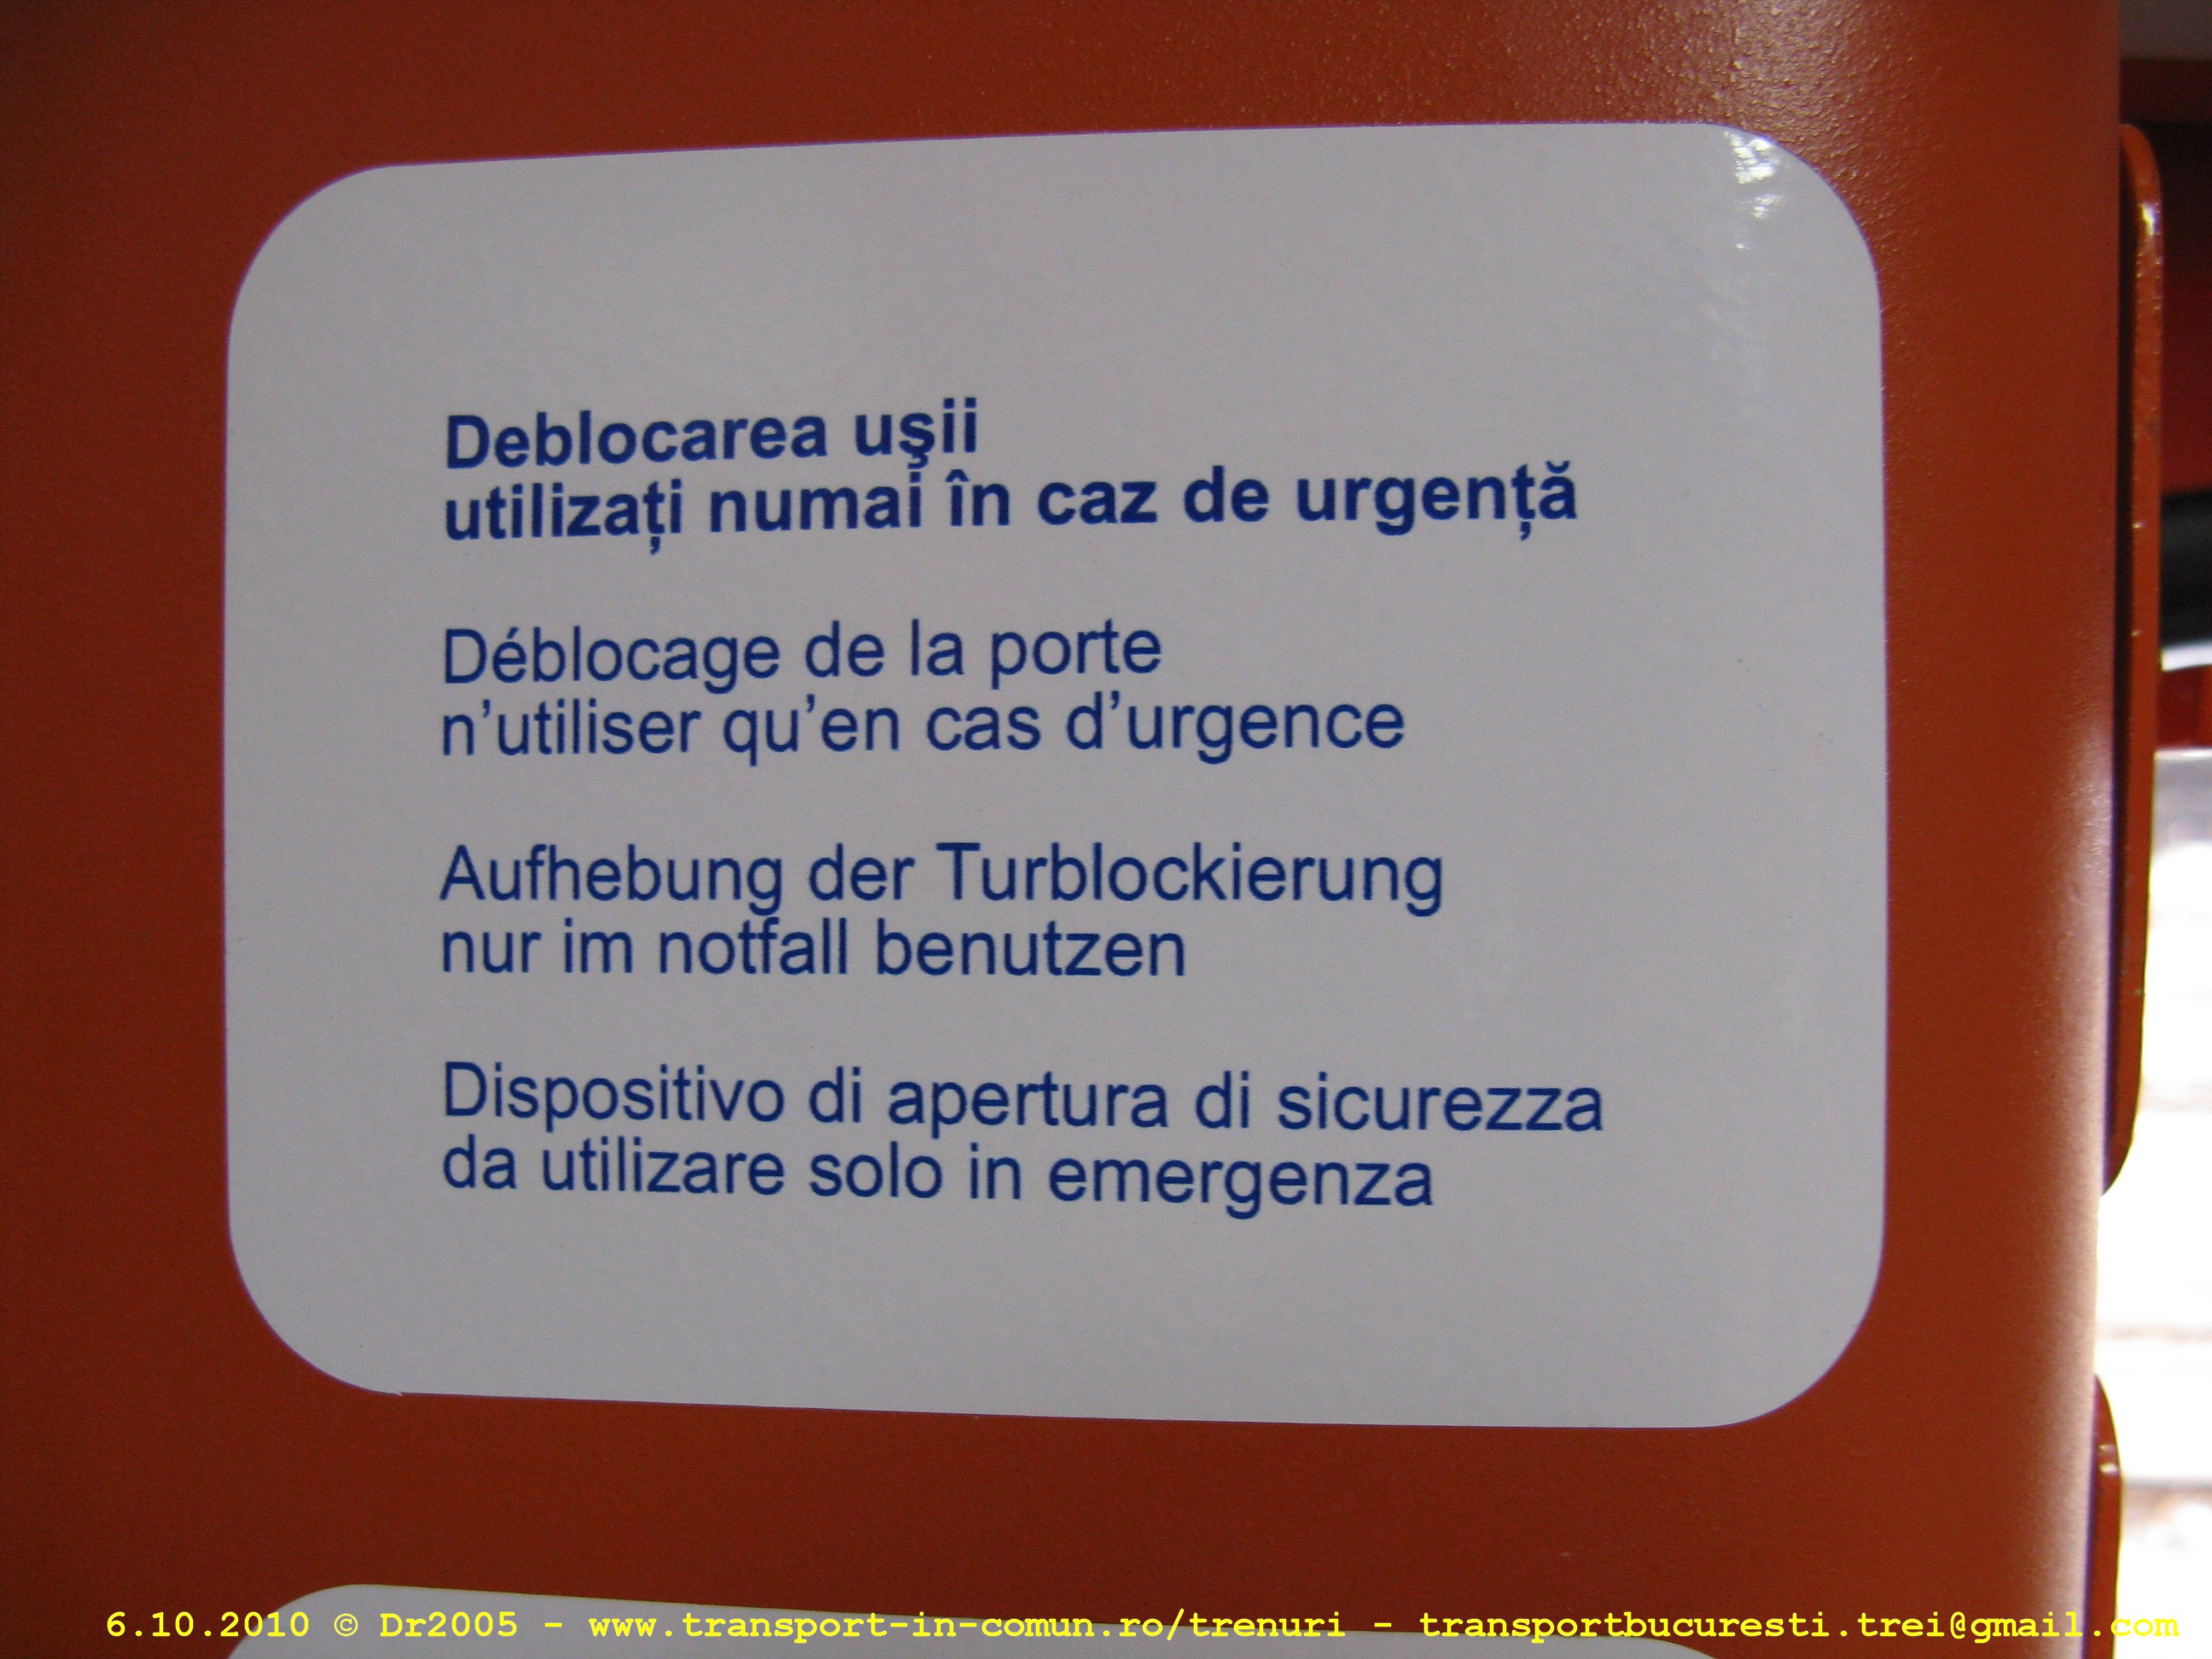 Deblocarea uşii
utilizați numai în caz de urgență
Déblocage de la porte
n’utiliser qu’en cas d’urgence
Aufhebung der Turblockierung
nur im notfall benutzen
Dispositivo di apertura di sicurezza
da utilizare solo in emergenza
6.10.2010 © Dr2005 - www.transport-in-comun.ro/trenuri - transportbucuresti.trei@gmail.com